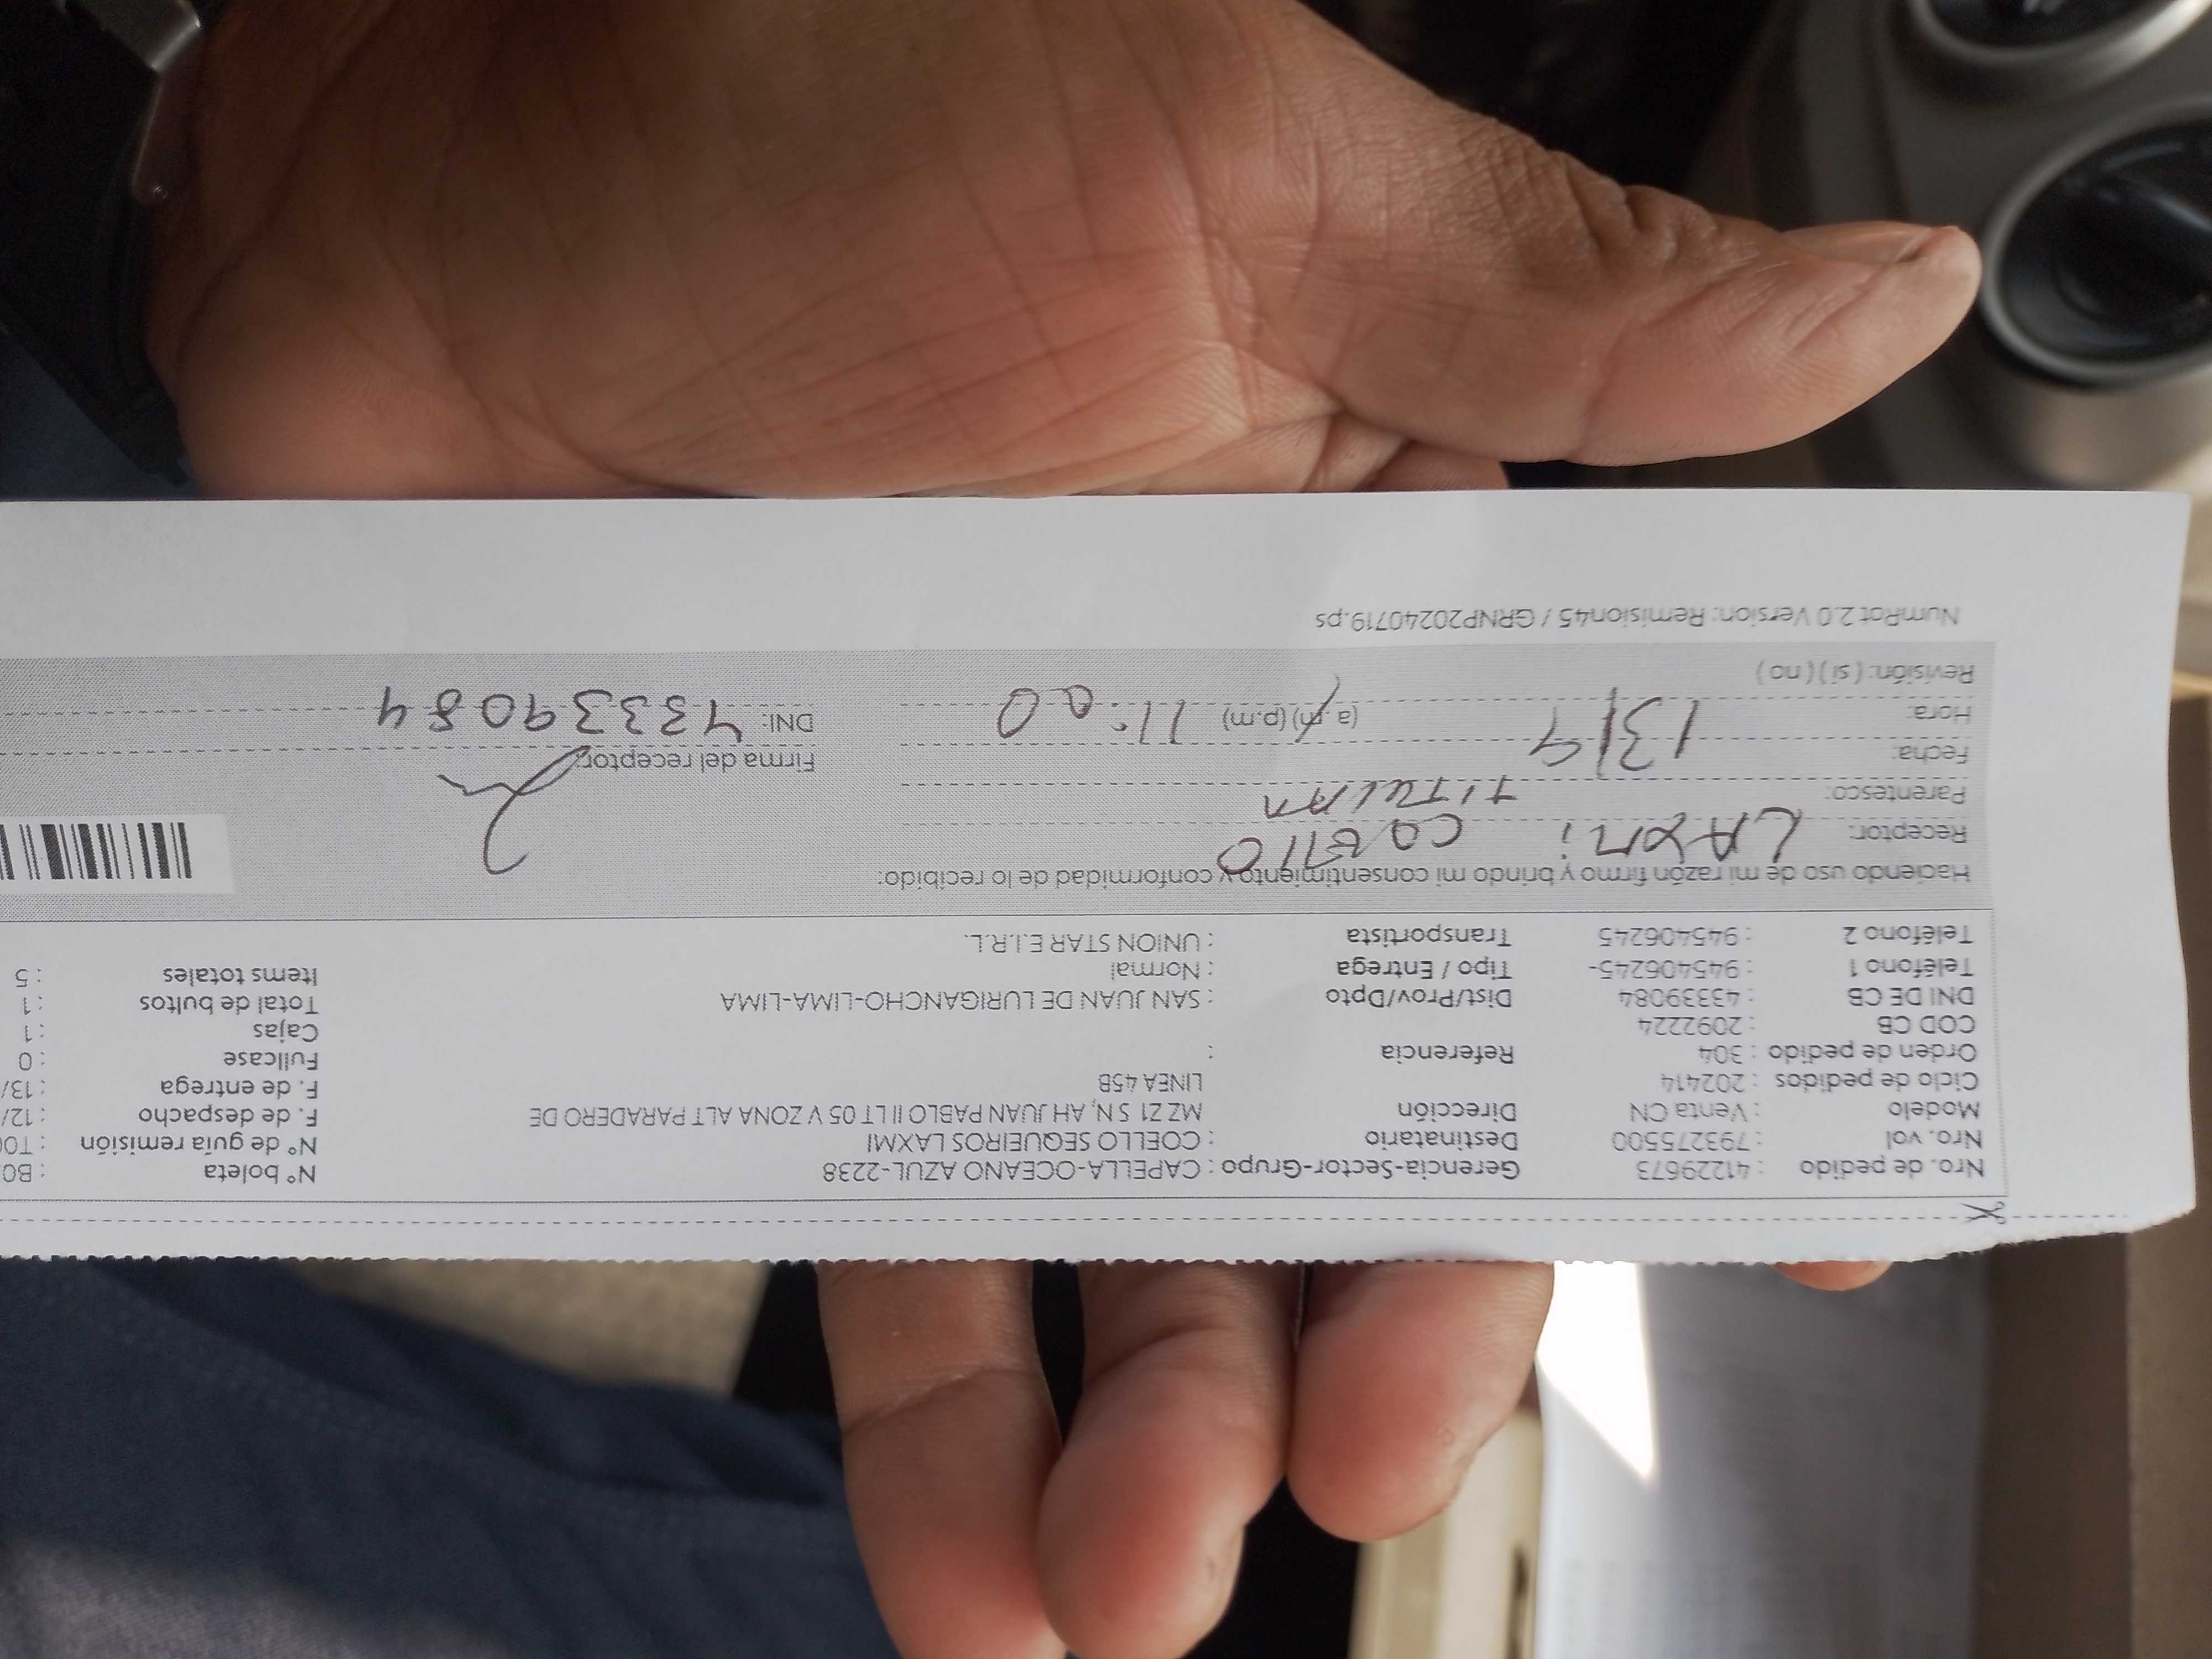 Nro. de pedido : 41229673 Gerencia-Sector-Grupo : CAPELLA-OCEANO AZUL-2238 N° boleta : B0
Nro. vol : 793275500 Destinatario : COELLO SEQUEIROS LAXMI N° de guía remisión : T00
Modelo : Venta CN Dirección MZ Z1 S N, AH JUAN PABLO II LT 05 V ZONA ALT PARADERO DE F. de despacho : 12/
Ciclo de pedidos : 202414 LINEA 45B F. de entrega : 13/
Orden de pedido : 304 Referencia : Fullcase : 0
COD CB : 2092224 Cajas : 1
DNI DE CB : 43339084 Dist/Prov/Dpto : SAN JUAN DE LURIGANCHO-LIMA-LIMA Total de bultos : 1
Teléfono 1 : 945406245- Tipo / Entrega : Normal Items totales : 5
Teléfono 2 : 945406245 Transportista : UNION STAR E.I.R.L.
Haciendo uso de mi razón firmo y brindo mi consentimiento y conformidad de lo recibido:
Receptor: LAXMi COELLO
Parentesco: TITULAR
Fecha: 13/9 Firma del receptor:
Hora: (a.m) (p.m) 11:00 DNI: 43339084
Revisión: ( si ) ( no )
NumRot 2.0 Version: Remision45 / GRNP20240719.ps